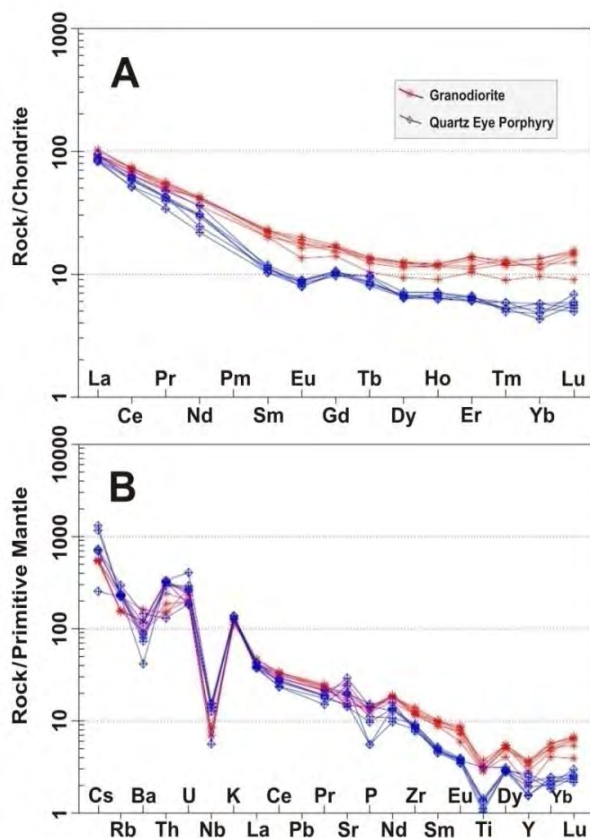 1000
A
Granodiorite
Quartz Eye Porphyry
100
Rock/Chondrite
10
1
La Pr Pm Eu Tb Ho Tm Lu
Ce Nd Sm Gd Dy Er Yb
10000
B
1000
Rock/Primitive Mantle
100
10
1
Cs Ba U K Ce Pr P Zr Eu Dy Yb
Rb Th Nb La Pb Sr Nd Sm Ti Y Lu